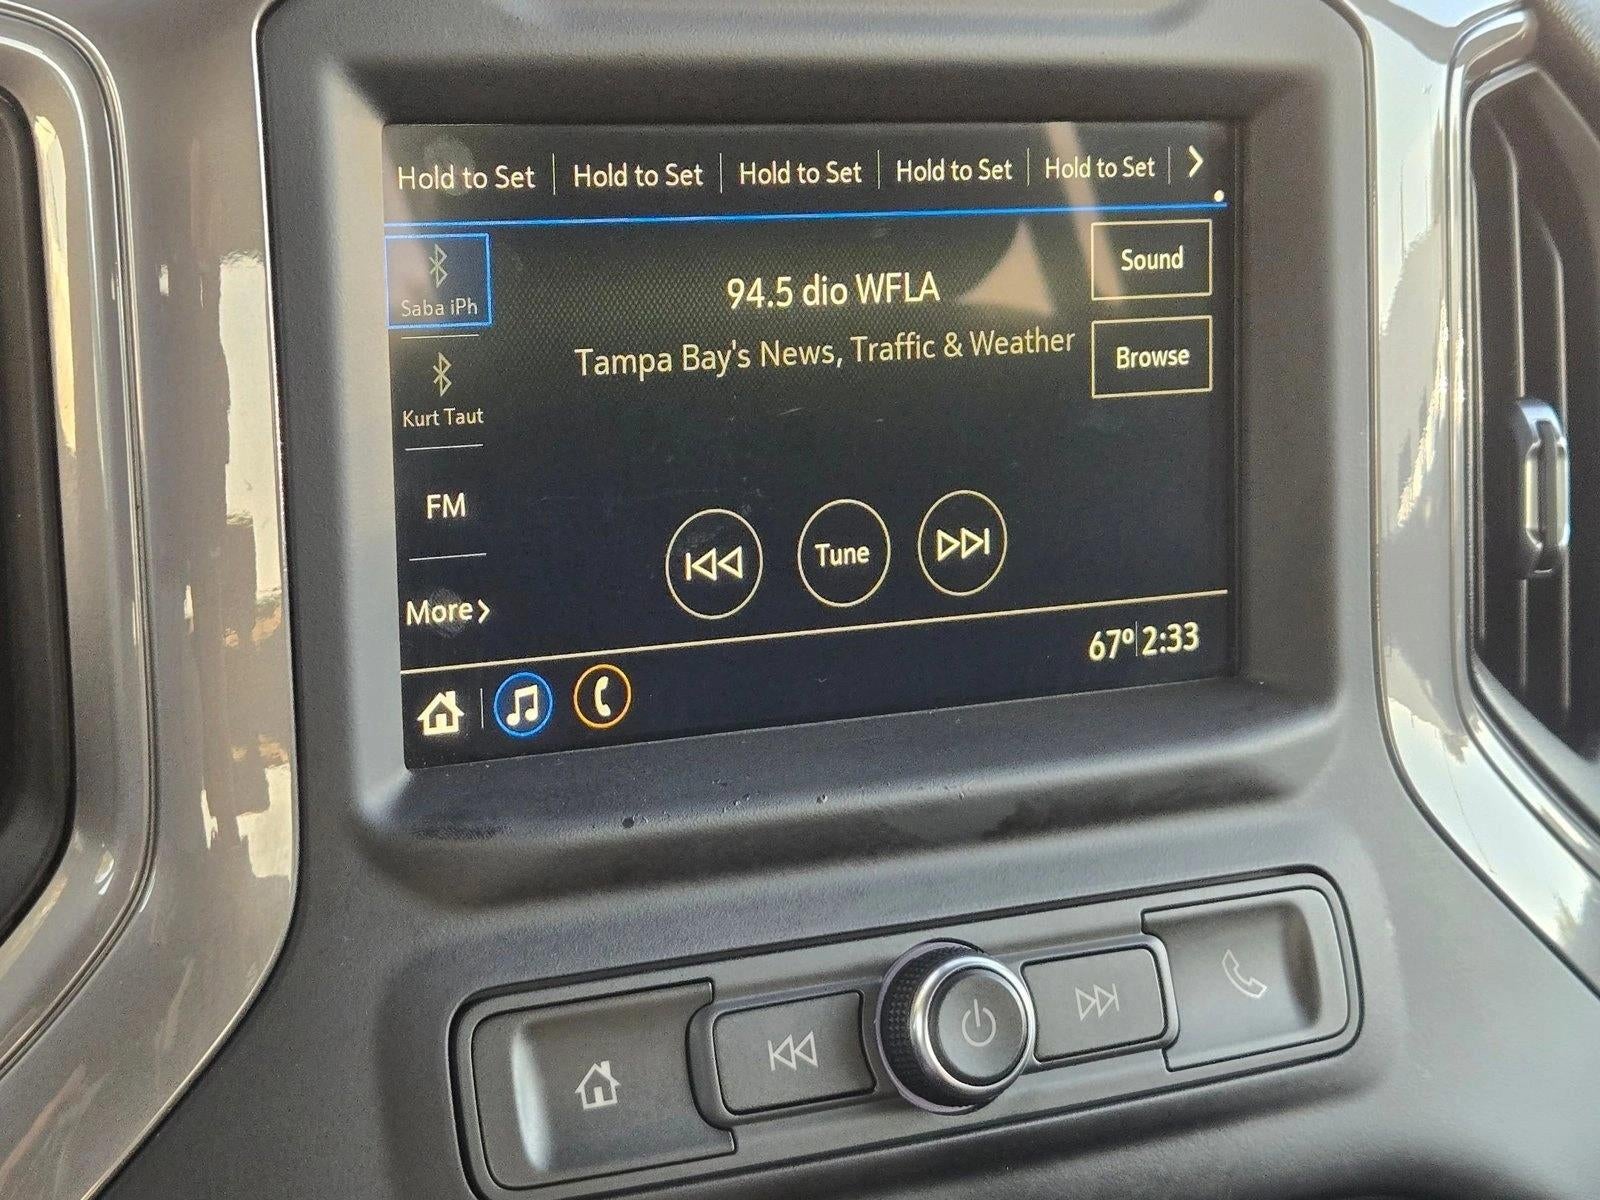 Hold to Set Hold to Set Hold to Set Hold to Set Hold to Set
Saba iPh
Kurt Taut
FM
More
94.5 dio WFLA
Tampa Bay's News, Traffic & Weather
Sound
Browse
Tune
67° 2:33